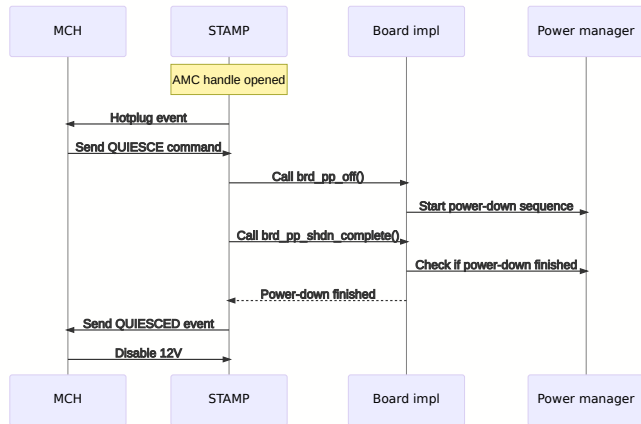 MCH STAMP Board impl Power manager
AMC handle opened
Hotplug event
Send QUIESCE command
Call brd_pp_off()
Start power-down sequence
Call brd_pp_shdn_complete()
Check if power-down finished
Power-down finished
Send QUIESCED event
Disable 12V
MCH STAMP Board impl Power manager